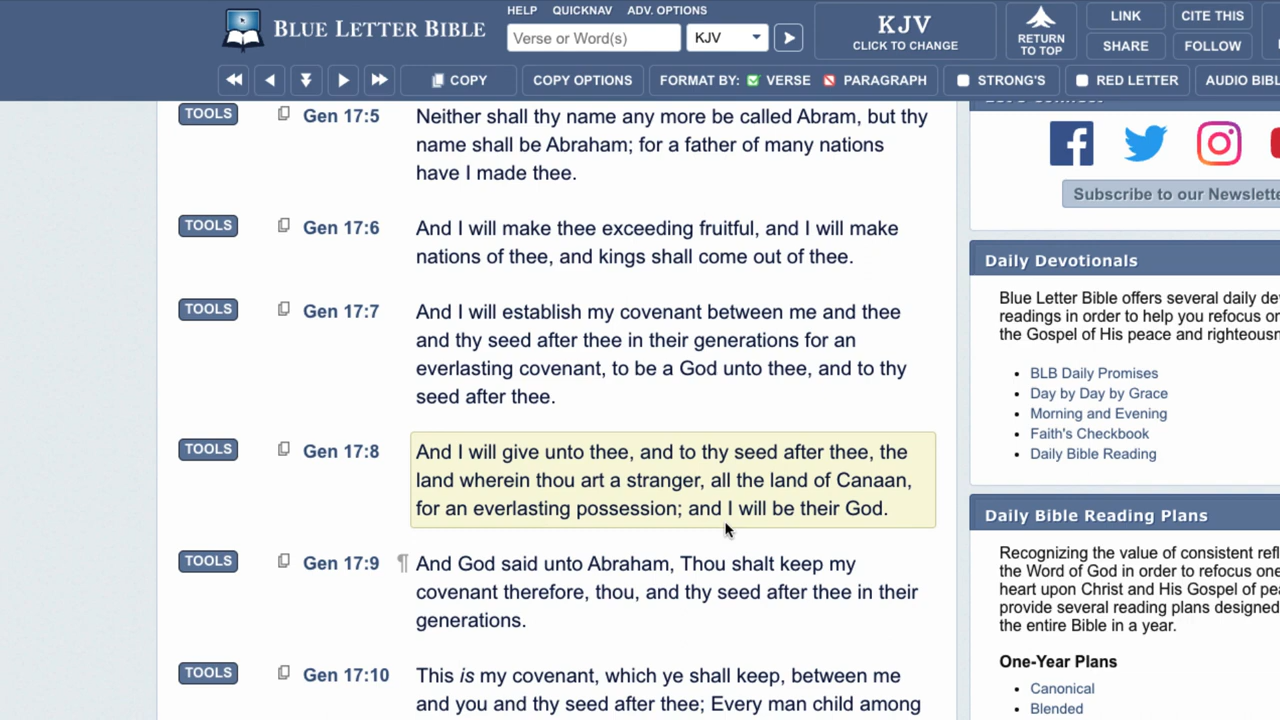 HELP QUICKNAV ADV. OPTIONS
BLUE LETTER BIBLE
Verse or Word(s)
KJV
KJV
CLICK TO CHANGE
RETURN
TO TOP
LINK
CITE THIS
SHARE
FOLLOW
COPY
COPY OPTIONS
FORMAT BY: VERSE PARAGRAPH
STRONG'S
RED LETTER
AUDIO
TOOLS Gen 17:5 Neither shall thy name any more be called Abram, but thy
name shall be Abraham; for a father of many nations
have I made thee.
TOOLS Gen 17:6 And I will make thee exceeding fruitful, and I will make
nations of thee, and kings shall come out of thee.
TOOLS Gen 17:7 And I will establish my covenant between me and thee
and thy seed after thee in their generations for an
everlasting covenant, to be a God unto thee, and to thy
seed after thee.
TOOLS Gen 17:8 And I will give unto thee, and to thy seed after thee, the
land wherein thou art a stranger, all the land of Canaan,
for an everlasting possession; and I will be their God.
TOOLS Gen 17:9 ¶ And God said unto Abraham, Thou shalt keep my
covenant therefore, thou, and thy seed after thee in their
generations.
TOOLS Gen 17:10 This is my covenant, which ye shall keep, between me
and you and thy seed after thee; Every man child among
Subscribe to our
Daily Devotionals
Blue Letter Bible offers several daily
readings in order to help you refocus
the Gospel of His peace and
• BLB Daily Promises
• Day by Day by Grace
• Morning and Evening
• Faith's Checkbook
• Daily Bible Reading
Daily Bible Reading Plans
Recognizing the value of consistent
the Word of God in order to refocus
heart upon Christ and His Gospel of
provide several reading plans designed
the entire Bible in a year.
One-Year Plans
• Canonical
• Blended